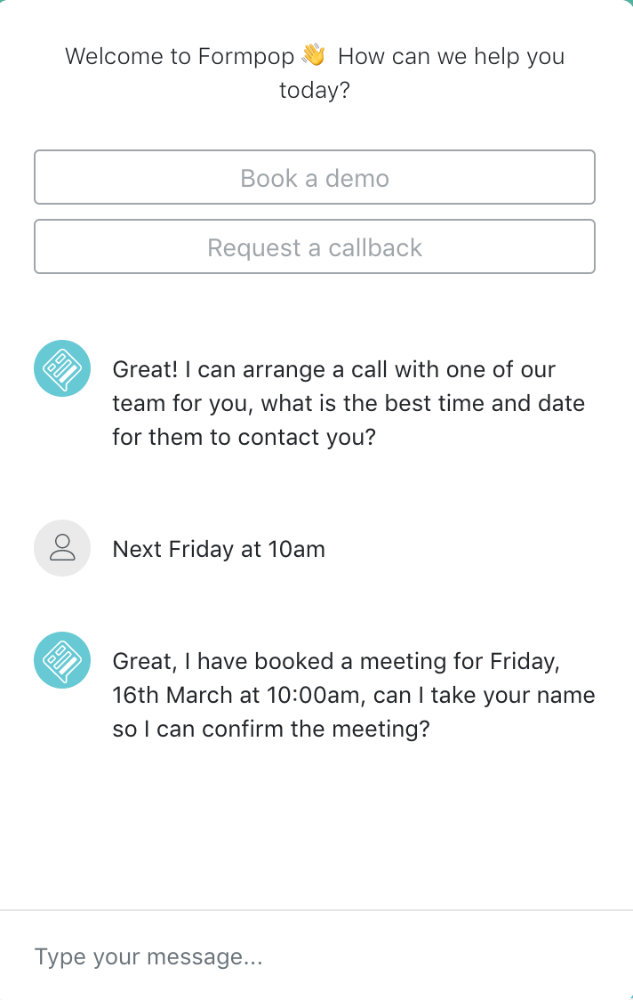 Welcome to Formpop 👋 How can we help you
today?
Book a demo
Request a callback
Great! I can arrange a call with one of our
team for you, what is the best time and date
for them to contact you?
Next Friday at 10am
Great, I have booked a meeting for Friday,
16th March at 10:00am, can I take your name
so I can confirm the meeting?
Type your message...